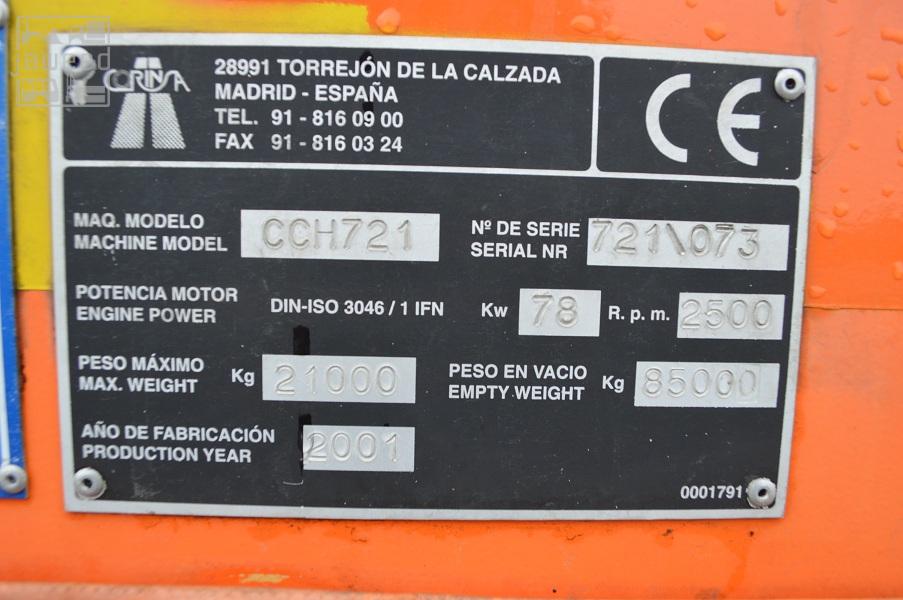 CORINSA
28991 TORREJÓN DE LA CALZADA
MADRID - ESPAÑA
TEL. 91 - 816 09 00
FAX 91 - 816 03 24
CE
MAQ. MODELO
MACHINE MODEL
CCH721
Nº DE SERIE
SERIAL NR
721\073
POTENCIA MOTOR
ENGINE POWER
DIN-ISO 3046 / 1 IFN Kw 78 R. p. m. 2500
PESO MÁXIMO
MAX. WEIGHT
Kg 21000
PESO EN VACIO
EMPTY WEIGHT
Kg 85000
AÑO DE FABRICACIÓN
PRODUCTION YEAR
2001
0001791